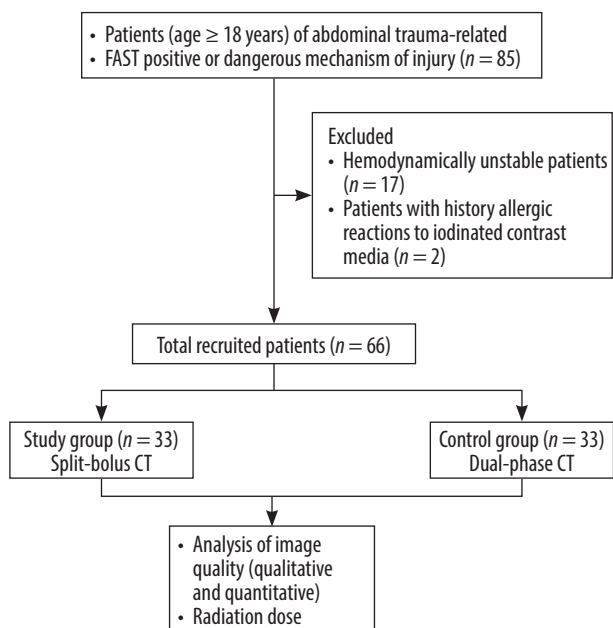 • Patients (age ≥ 18 years) of abdominal trauma-related
• FAST positive or dangerous mechanism of injury (n = 85)
Excluded
• Hemodynamically unstable patients
(n = 17)
• Patients with history allergic
reactions to iodinated contrast
media (n = 2)
Total recruited patients (n = 66)
Study group (n = 33)
Split-bolus CT
Control group (n = 33)
Dual-phase CT
• Analysis of image
quality (qualitative
and quantitative)
• Radiation dose